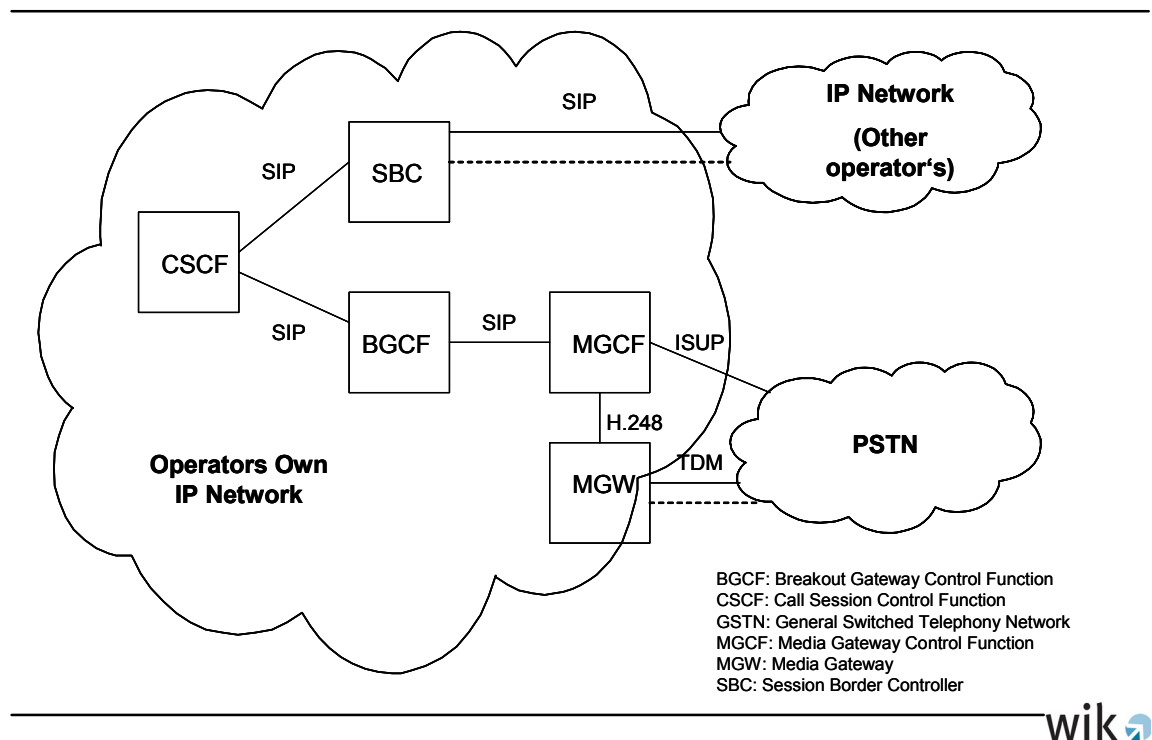 SIP
IP Network
(Other
operator‘s)
SIP
SBC
CSCF
SIP
BGCF
SIP
MGCF
ISUP
H.248
Operators Own
IP Network
MGW
TDM
PSTN
BGCF: Breakout Gateway Control Function
CSCF: Call Session Control Function
GSTN: General Switched Telephony Network
MGCF: Media Gateway Control Function
MGW: Media Gateway
SBC: Session Border Controller
wik